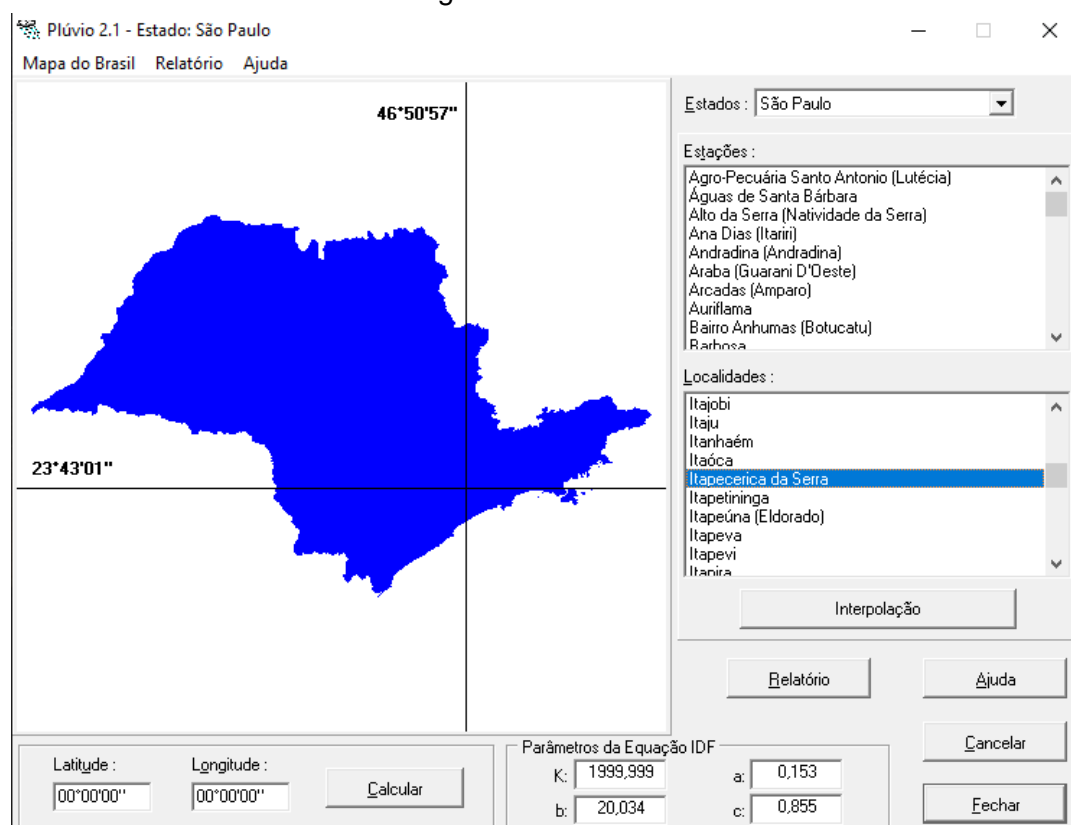 Plúvio 2.1 - Estado: São Paulo
Mapa do Brasil Relatório Ajuda
46°50'57"
23°43'01"
Estados : São Paulo
Estações :
Agro-Pecuária Santo Antonio (Lutécia)
Águas de Santa Bárbara
Alto da Serra (Natividade da Serra)
Ana Dias (Itariri)
Andradina (Andradina)
Araba (Guarani D'Oeste)
Arcadas (Amparo)
Auriflama
Bairro Anhumas (Botucatu)
Barbosa
Localidades :
Itajobi
Itaju
Itanhaém
Itaóca
Itapecerica da Serra
Itapetininga
Itapeúna (Eldorado)
Itapeva
Itapevi
Itapira
Interpolação
Relatório Ajuda
Cancelar
Fechar
Latitude : Longitude :
00°00'00" 00°00'00" Calcular
Parâmetros da Equação IDF
K: 1999,999 a: 0,153
b: 20,034 c: 0,855